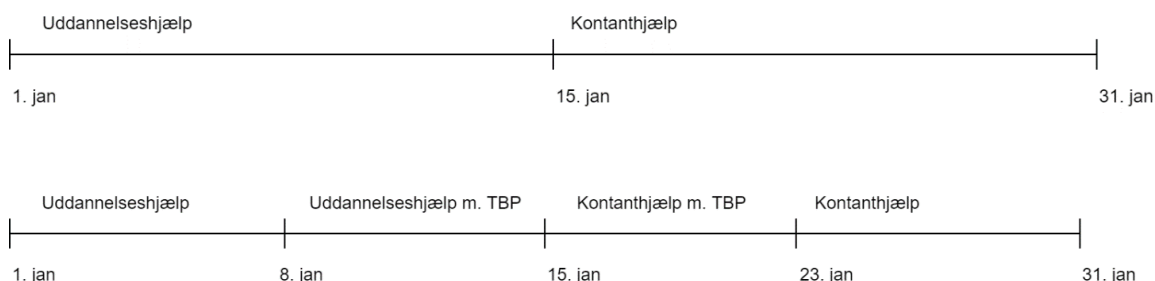 Uddannelseshjælp Kontanthjælp
1. jan 15. jan 31. jan
Uddannelseshjælp Uddannelseshjælp m. TBP Kontanthjælp m. TBP Kontanthjælp
1. jan 8. jan 15. jan 23. jan 31. jan